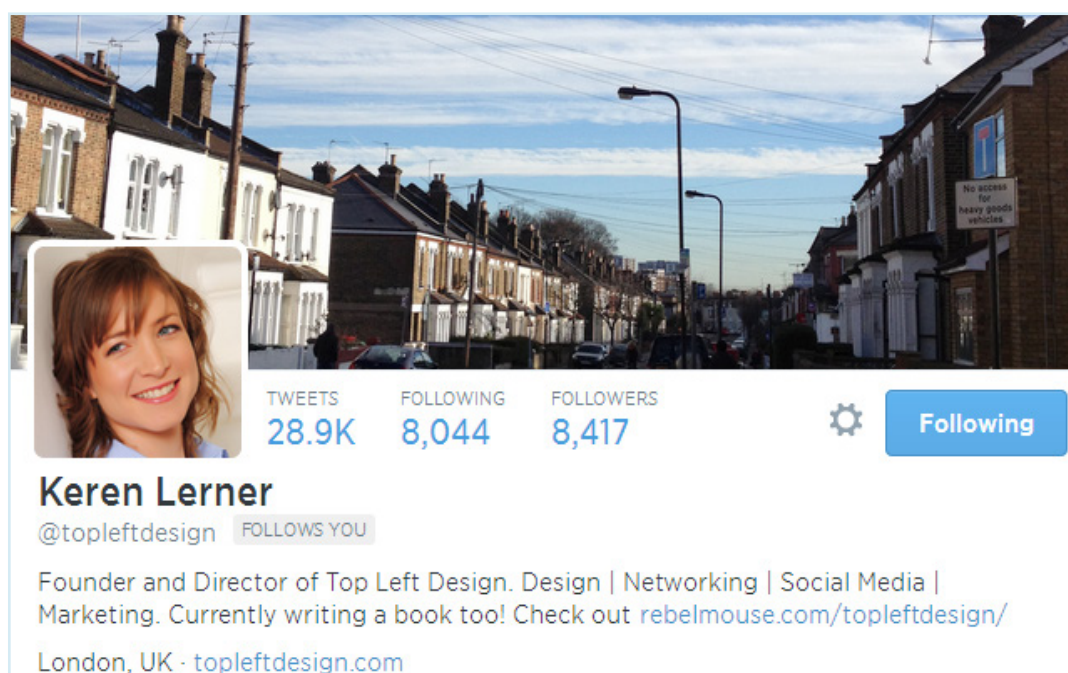 No access
for
heavy goods
vehicles
TWEETS FOLLOWING FOLLOWERS
28.9K 8,044 8,417
Following
Keren Lerner
@topleftdesign FOLLOWS YOU
Founder and Director of Top Left Design. Design | Networking | Social Media |
Marketing. Currently writing a book too! Check out rebelmouse.com/topleftdesign/
London, UK · topleftdesign.com